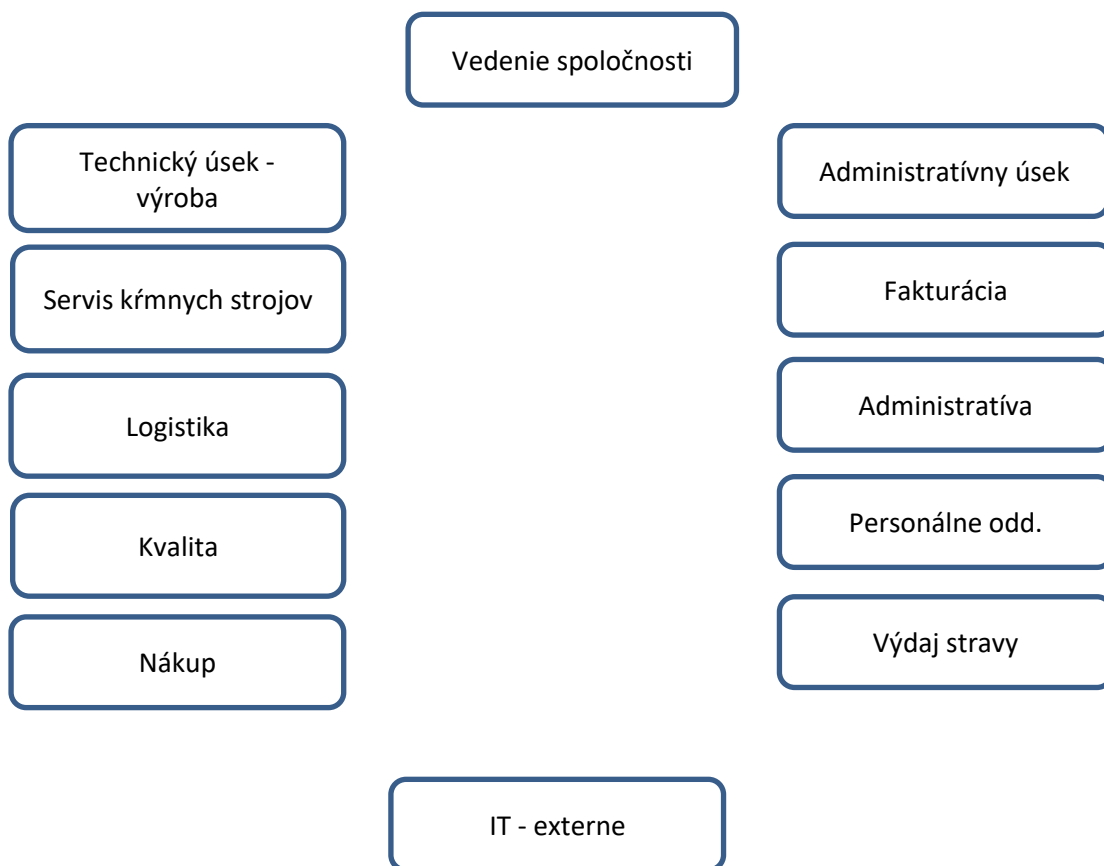 Vedenie spoločnosti
Technický úsek -
výroba
Servis kŕmnych strojov
Logistika
Kvalita
Nákup
Administratívny úsek
Fakturácia
Administratíva
Personálne odd.
Výdaj stravy
IT - externe